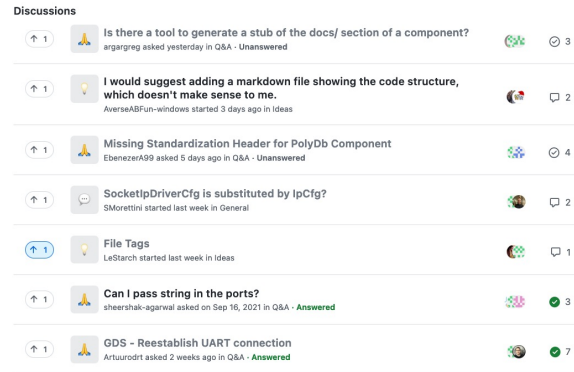 Discussions
1
Is there a tool to generate a stub of the docs/ section of a component?
3
argargreg asked yesterday in Q&A · Unanswered
1
I would suggest adding a markdown file showing the code structure,
which doesn't make sense to me.
2
AverseABFun-windows started 3 days ago in Ideas
1
Missing Standardization Header for PolyDb Component
4
EbenezerA99 asked 5 days ago in Q&A · Unanswered
1
SocketIpDriverCfg is substituted by IpCfg?
2
SMorettini started last week in General
1
File Tags
1
LeStarch started last week in Ideas
1
Can I pass string in the ports?
3
sheershak-agarwal asked on Sep 16, 2021 in Q&A · Answered
1
GDS - Reestablish UART connection
7
Artuurodrt asked 2 weeks ago in Q&A · Answered